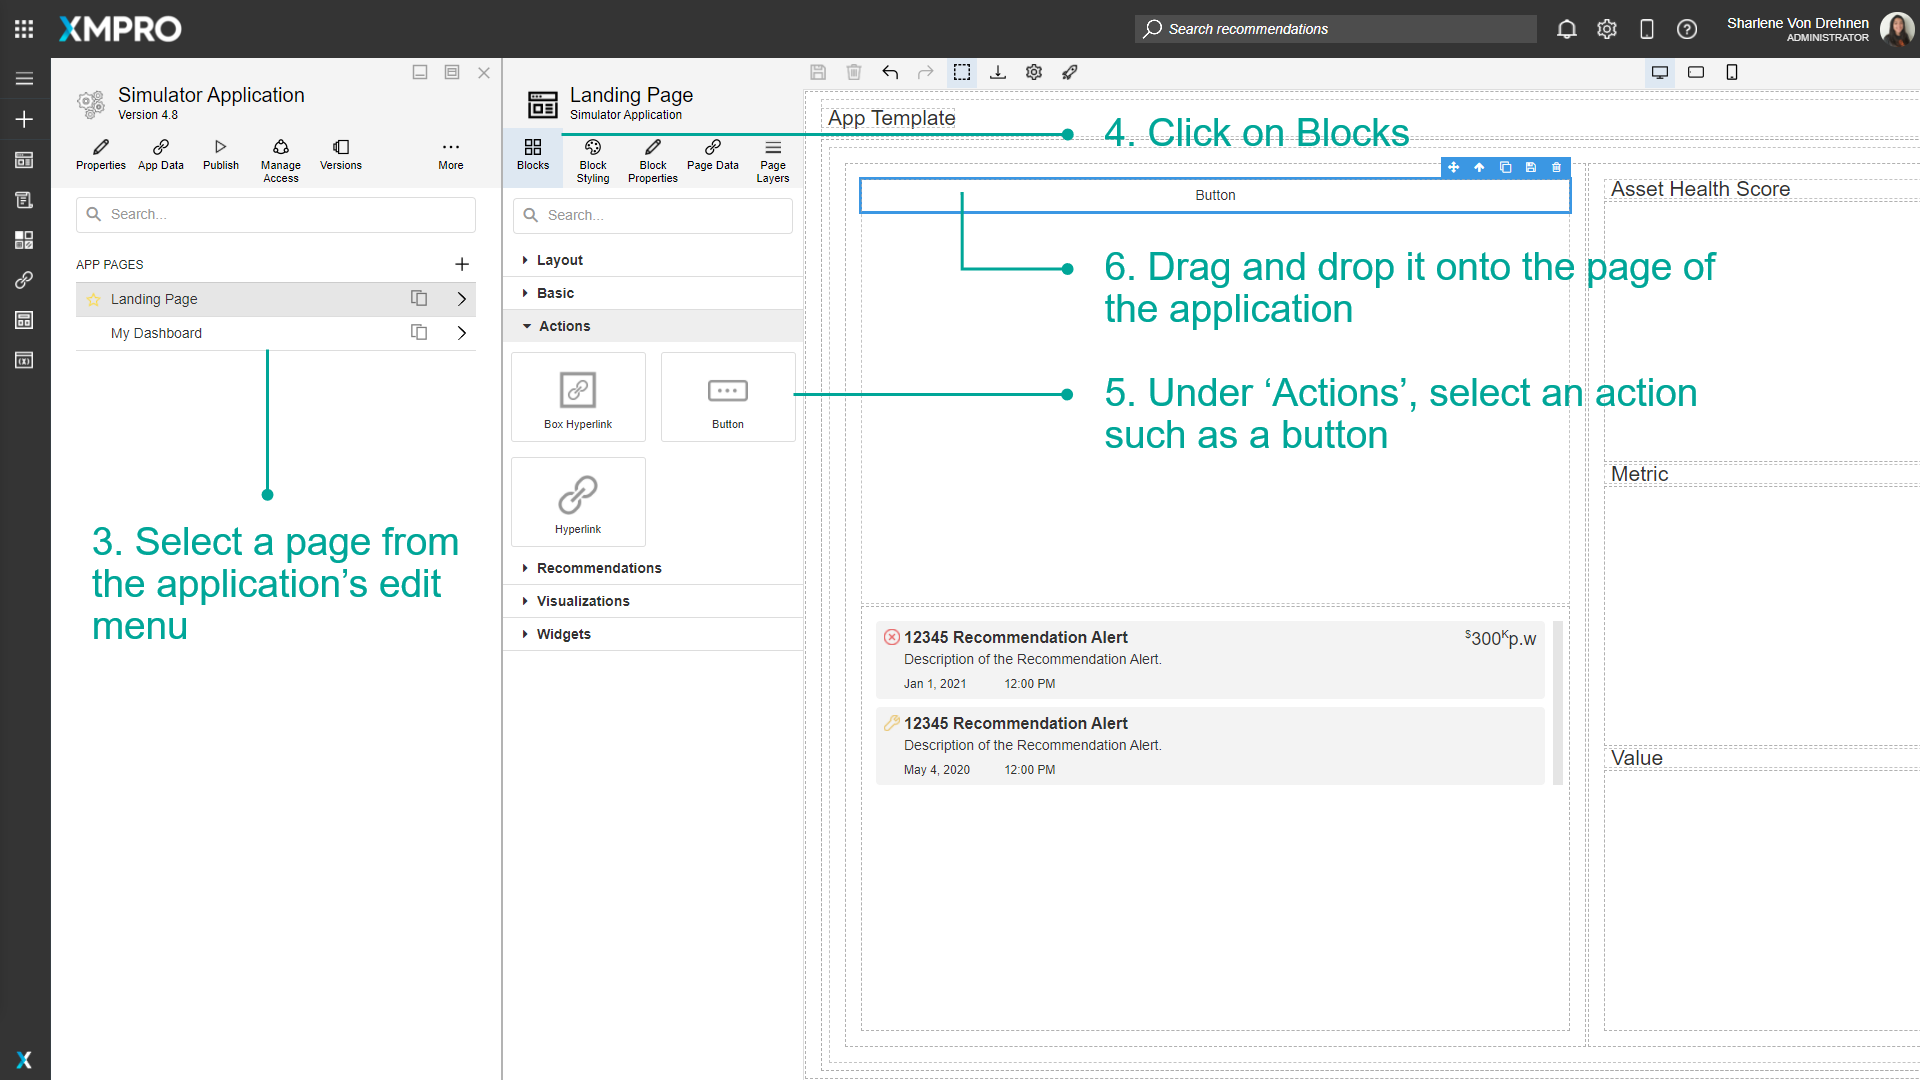 XMPRO
Search recommendations
Sharlene Von Drehnen
ADMINISTRATOR
Simulator Application
Version 4.8
Properties
App Data
Publish
Manage
Access
Versions
More
Search...
APP PAGES
Landing Page
My Dashboard
3. Select a page from
the application’s edit
menu
Landing Page
Simulator Application
Blocks
Block
Styling
Block
Properties
Page Data
Page
Layers
Search...
Layout
Basic
Actions
Box Hyperlink
Button
Hyperlink
Recommendations
Visualizations
Widgets
App Template
4. Click on Blocks
Button
6. Drag and drop it onto the page of
the application
5. Under ‘Actions’, select an action
such as a button
12345 Recommendation Alert
$300Kp.w
Description of the Recommendation Alert.
Jan 1, 2021 12:00 PM
12345 Recommendation Alert
Description of the Recommendation Alert.
May 4, 2020 12:00 PM
Asset Health Score
Metric
Value